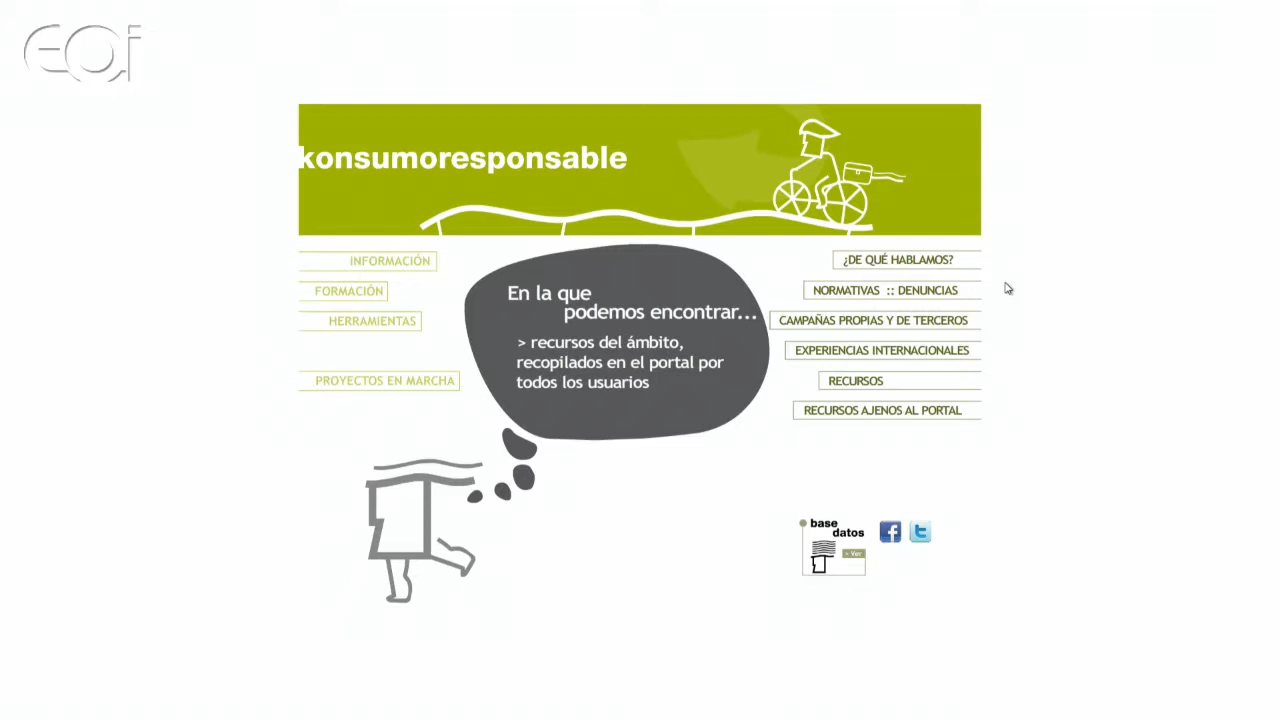 eoi
konsumoresponsable
INFORMACIÓN
FORMACIÓN
HERRAMIENTAS
PROYECTOS EN MARCHA
En la que
podemos encontrar...
> recursos del ámbito,
recopilados en el portal por
todos los usuarios
¿DE QUÉ HABLAMOS?
NORMATIVAS :: DENUNCIAS
CAMPAÑAS PROPIAS Y DE TERCEROS
EXPERIENCIAS INTERNACIONALES
RECURSOS
RECURSOS AJENOS AL PORTAL
base
datos
> Ver